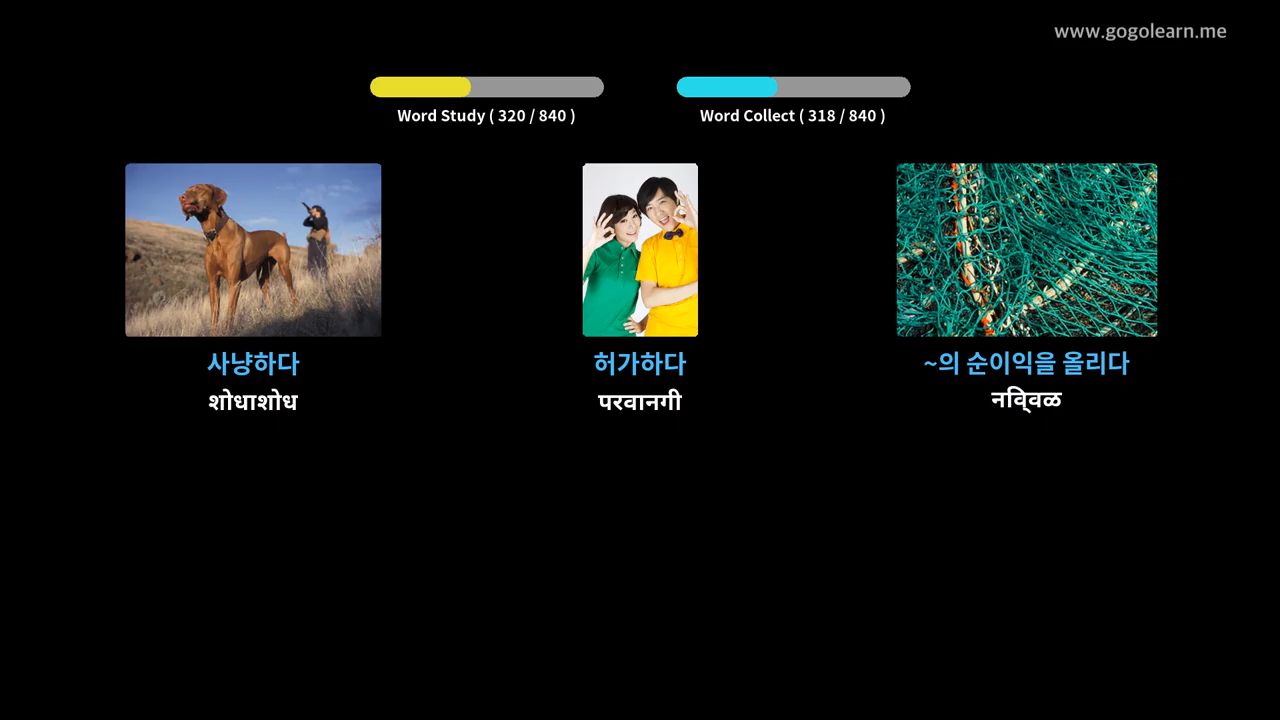 www.gogolearn.me
Word Study ( 320 / 840 )
Word Collect ( 318 / 840 )
사냥하다
허가하다
~의 순이익을 올리다
शोधाशोध
परवानगी
निव्वळ